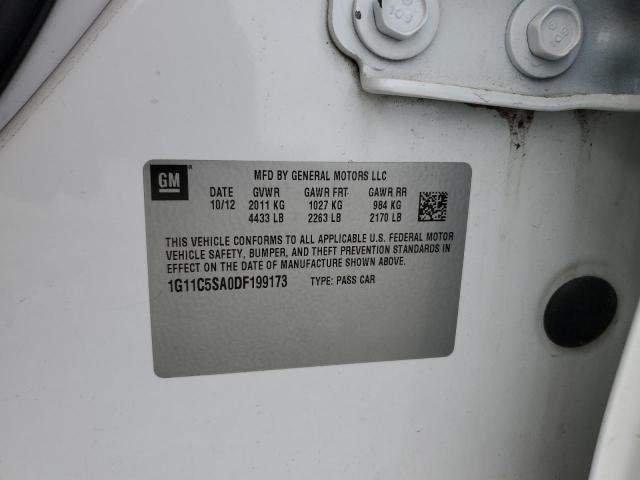 GM
MFD BY GENERAL MOTORS LLC
DATE GVWR GAWR FRT GAWR RR
10/12 2011 KG 1027 KG 984 KG
4433 LB 2263 LB 2170 LB
THIS VEHICLE CONFORMS TO ALL APPLICABLE U.S. FEDERAL MOTOR
VEHICLE SAFETY, BUMPER, AND THEFT PREVENTION STANDARDS IN
EFFECT ON THE DATE OF MANUFACTURE SHOWN ABOVE.
1G11C5SA0DF199173 TYPE: PASS CAR